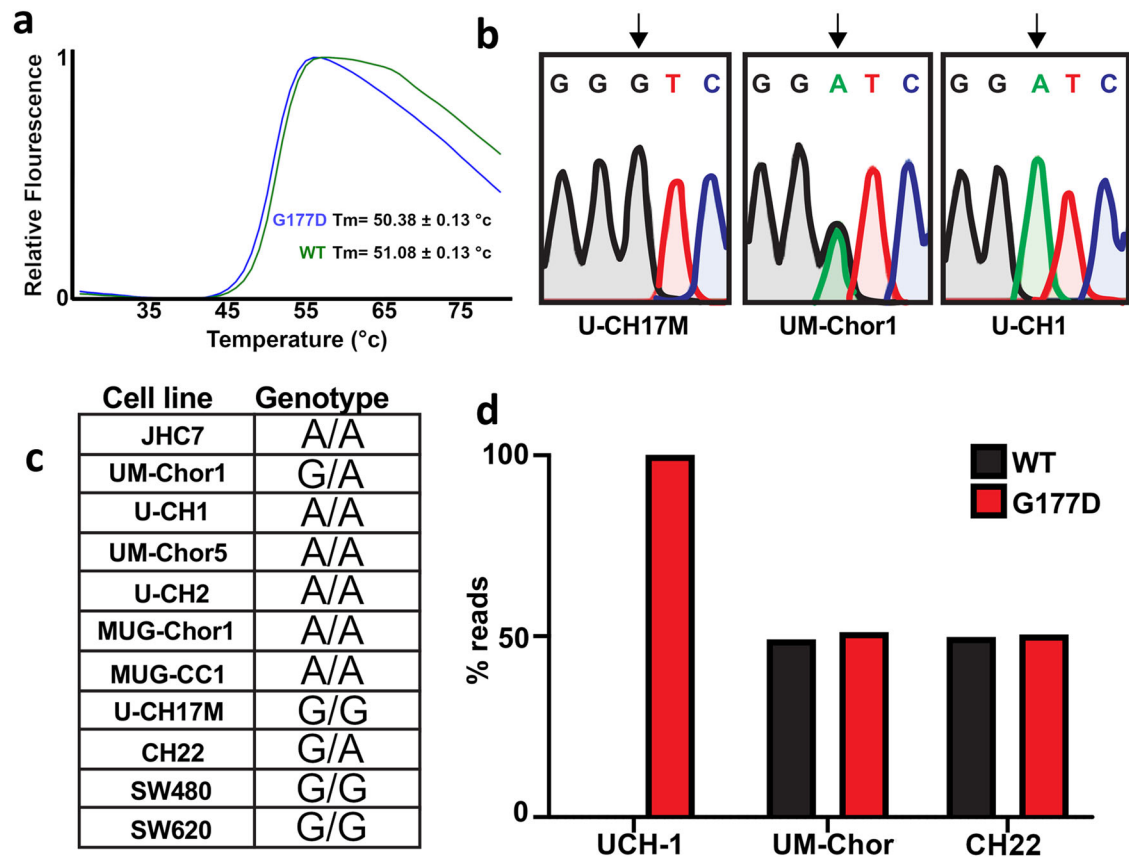 a
Relative Flourescence
1
0
G177D Tm= 50.38 ± 0.13 °c
WT Tm= 51.08 ± 0.13 °c
35 45 55 65 75
Temperature (°c)
b
G G G T C
G G A T C
G G A T C
U-CH17M
UM-Chor1
U-CH1
c
Cell line Genotype
JHC7 A/A
UM-Chor1 G/A
U-CH1 A/A
UM-Chor5 A/A
U-CH2 A/A
MUG-Chor1 A/A
MUG-CC1 A/A
U-CH17M G/G
CH22 G/A
SW480 G/G
SW620 G/G
d
% reads
100
50
0
WT
G177D
UCH-1 UM-Chor CH22